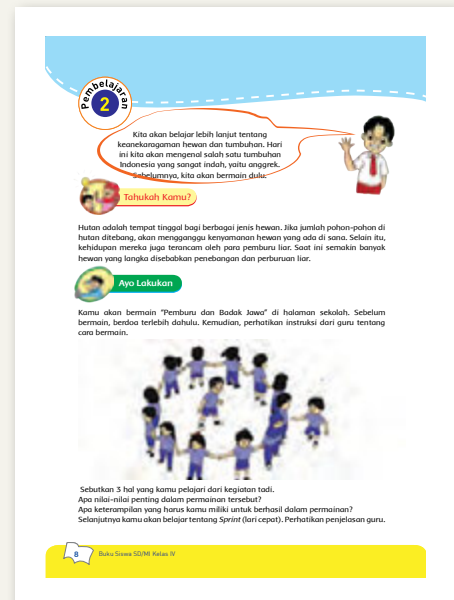 Pembelajaran
2
Kita akan belajar lebih lanjut tentang
keanekaragaman hewan dan tumbuhan. Hari
ini kita akan mengenal salah satu tumbuhan
Indonesia yang sangat indah, yaitu anggrek.
Sebelumnya, kita akan bermain dulu.
Tahukah Kamu?
Hutan adalah tempat tinggal bagi berbagai jenis hewan. Jika jumlah pohon-pohon di
hutan ditebang, akan mengganggu kenyamanan hewan yang ada di sana. Selain itu,
kehidupan mereka juga terancam oleh para pemburu liar. Saat ini semakin banyak
hewan yang langka disebabkan penebangan dan perburuan liar.
Ayo Lakukan
Kamu akan bermain "Pemburu dan Badak Jawa" di halaman sekolah. Sebelum
bermain, berdoa terlebih dahulu. Kemudian, perhatikan instruksi dari guru tentang
cara bermain.
Sebutkan 3 hal yang kamu pelajari dari kegiatan tadi.
Apa nilai-nilai penting dalam permainan tersebut?
Apa keterampilan yang harus kamu miliki untuk berhasil dalam permainan?
Selanjutnya kamu akan belajar tentang Sprint (lari cepat). Perhatikan penjelasan guru.
8
Buku Siswa SD/MI Kelas IV